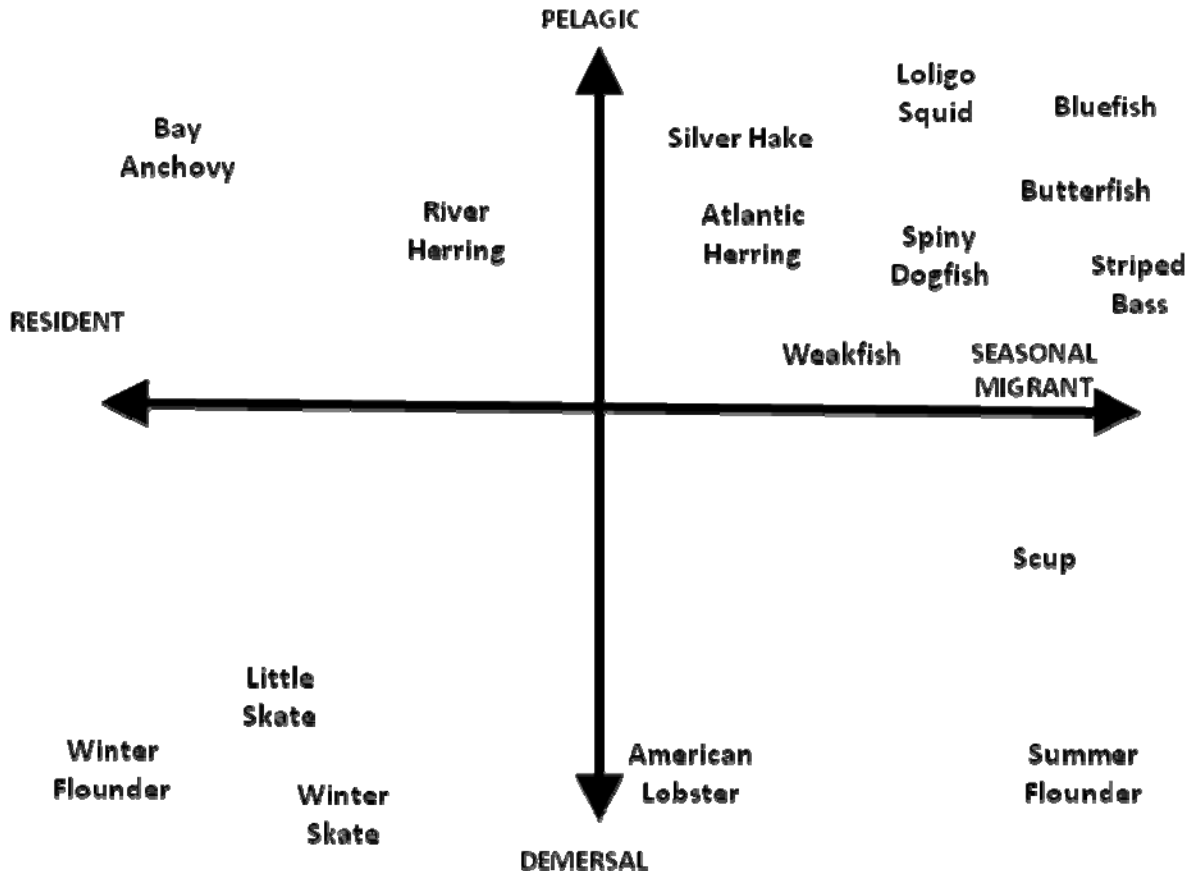 PELAGIC
Loligo
Squid
Bluefish
Bay
Anchovy
Silver Hake
Butterfish
River
Herring
Atlantic
Herring
Spiny
Dogfish
Striped
Bass
RESIDENT
Weakfish
SEASONAL
MIGRANT
Scup
Little
Skate
Winter
Flounder
Winter
Skate
American
Lobster
Summer
Flounder
DEMERSAL